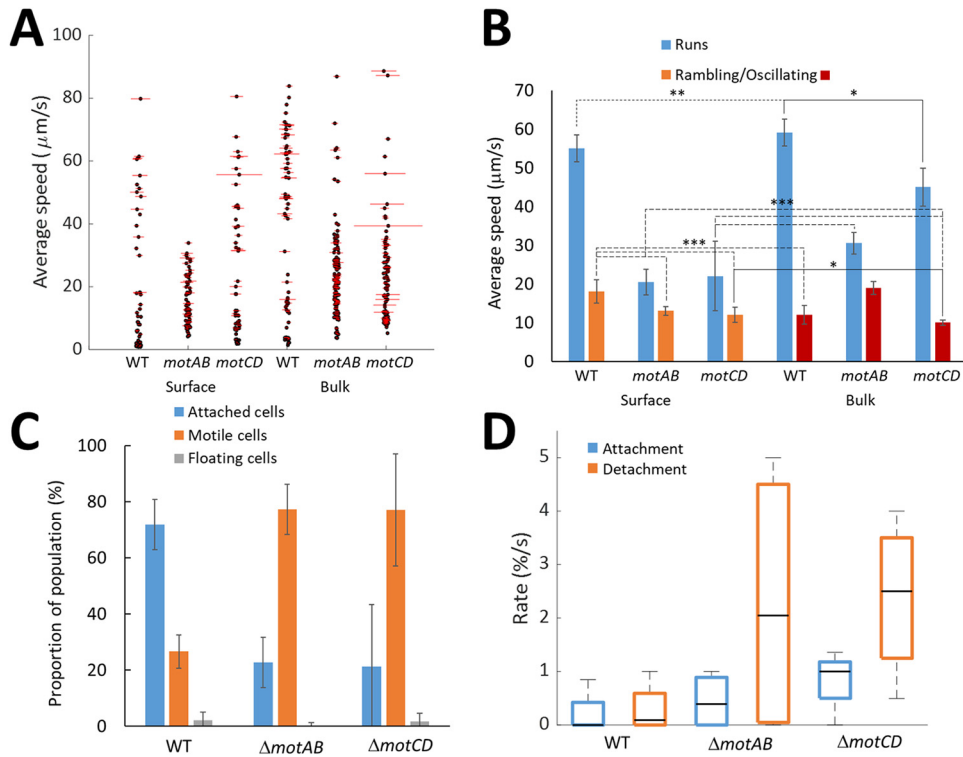 A
Average speed (μm/s)
100
80
60
40
20
0
WT motAB motCD WT motAB motCD
Surface Bulk
B
Runs
Rambling/Oscillating
Average speed (μm/s)
70
60
50
40
30
20
10
0
** *
***
***
*
WT motAB motCD WT motAB motCD
Surface Bulk
C
Attached cells
Motile cells
Floating cells
Proportion of population (%)
100
80
60
40
20
0
WT ΔmotAB ΔmotCD
D
Attachment
Detachment
Rate (%/s)
5
4
3
2
1
0
WT ΔmotAB ΔmotCD